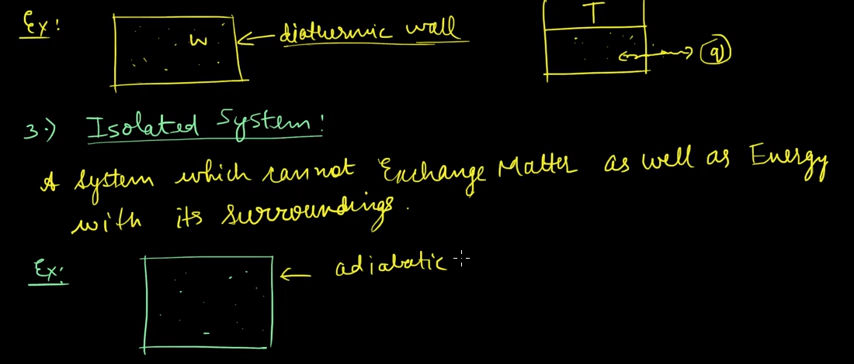 Ex: W ← diathermic wall
T
q
3.) Isolated System:
A system which cannot Exchange Matter as well as Energy
with its surroundings.
Ex: ← adiabatic